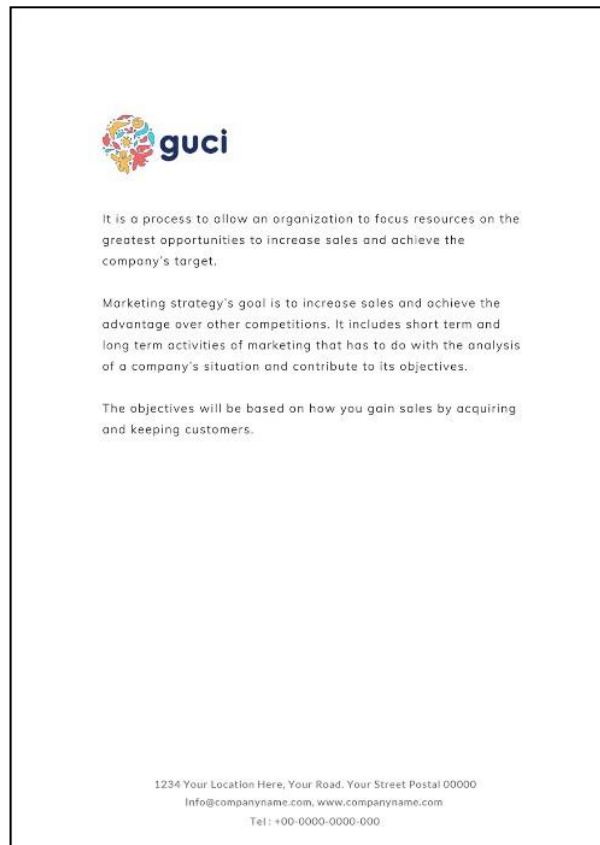 guci
It is a process to allow an organization to focus resources on the
greatest opportunities to increase sales and achieve the
company's target.
Marketing strategy's goal is to increase sales and achieve the
advantage over other competitions. It includes short term and
long term activities of marketing that has to do with the analysis
of a company's situation and contribute to its objectives.
The objectives will be based on how you gain sales by acquiring
and keeping customers.
1234 Your Location Here, Your Road. Your Street Postal 00000
Info@companyname.com, www.companyname.com
Tel : +00-0000-0000-000